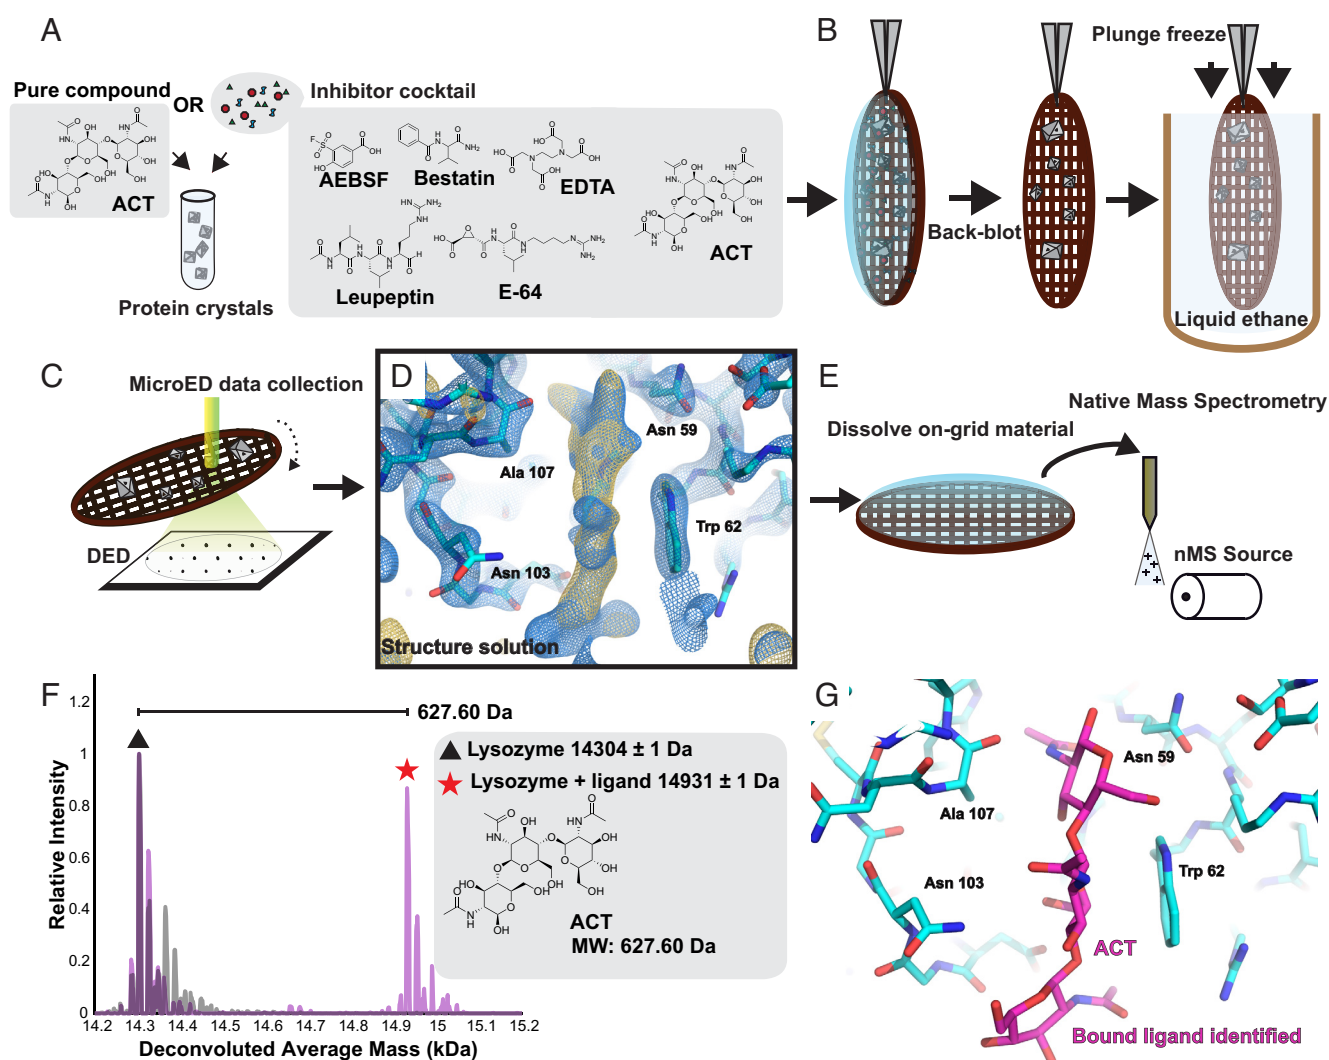 A
Pure compound
OR
Inhibitor cocktail
ACT
Protein crystals
AEBSF
Bestatin
EDTA
Leupeptin
E-64
ACT
B
Plunge freeze
Back-blot
Liquid ethane
C
MicroED data collection
DED
D
Asn 59
Ala 107
Trp 62
Asn 103
Structure solution
E
Native Mass Spectrometry
Dissolve on-grid material
nMS Source
F
627.60 Da
Lysozyme 14304 ± 1 Da
Lysozyme + ligand 14931 ± 1 Da
ACT
MW: 627.60 Da
Relative Intensity
1.2
1
0.8
0.6
0.4
0.2
0
14.2 14.3 14.4 14.5 14.6 14.7 14.8 14.9 15 15.1 15.2
Deconvoluted Average Mass (kDa)
G
Asn 59
Ala 107
Trp 62
Asn 103
ACT
Bound ligand identified